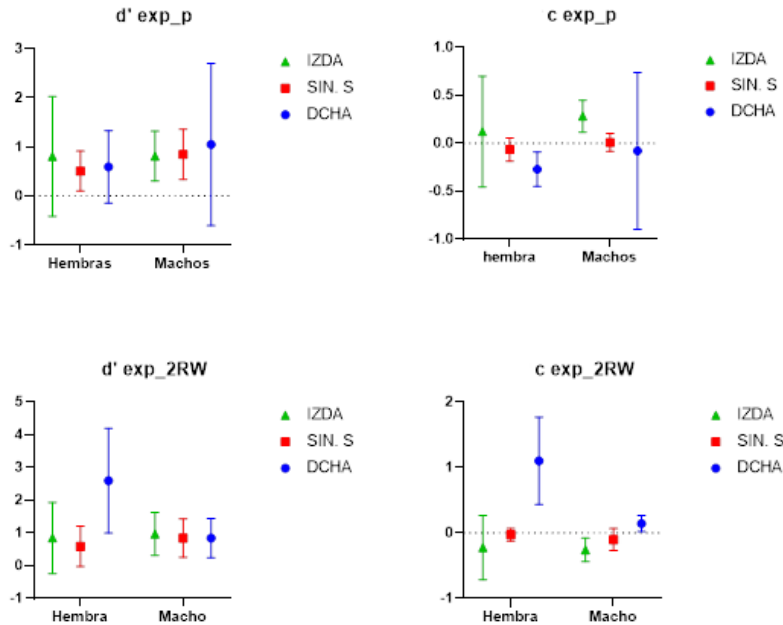 d' exp_p
3
2
1
0
-1
Hembras Machos
IZDA
SIN. S
DCHA
c exp_p
1.0
0.5
0.0
-0.5
-1.0
hembra Machos
IZDA
SIN. S
DCHA
d' exp_2RW
5
4
3
2
1
0
-1
Hembra Macho
IZDA
SIN. S
DCHA
c exp_2RW
2
1
0
-1
Hembra Macho
IZDA
SIN. S
DCHA